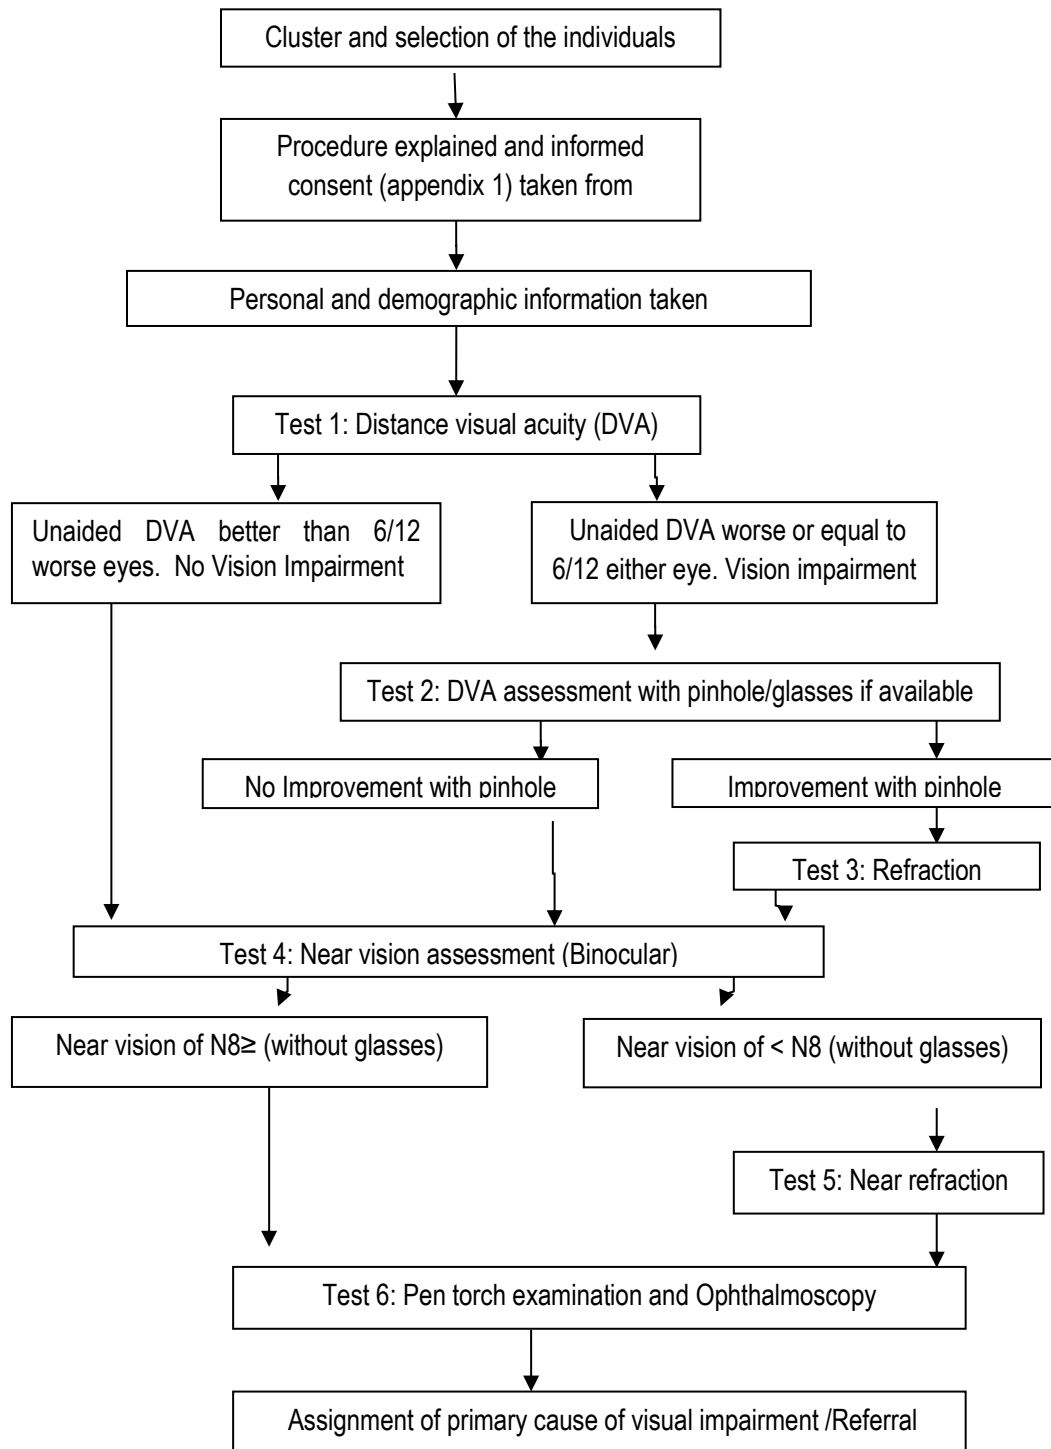 Cluster and selection of the individuals
Procedure explained and informed
consent (appendix 1) taken from
Personal and demographic information taken
Test 1: Distance visual acuity (DVA)
Unaided DVA better than 6/12
worse eyes. No Vision Impairment
Unaided DVA worse or equal to
6/12 either eye. Vision impairment
Test 2: DVA assessment with pinhole/glasses if available
No Improvement with pinhole
Improvement with pinhole
Test 3: Refraction
Test 4: Near vision assessment (Binocular)
Near vision of N8≥ (without glasses)
Near vision of < N8 (without glasses)
Test 5: Near refraction
Test 6: Pen torch examination and Ophthalmoscopy
Assignment of primary cause of visual impairment /Referral